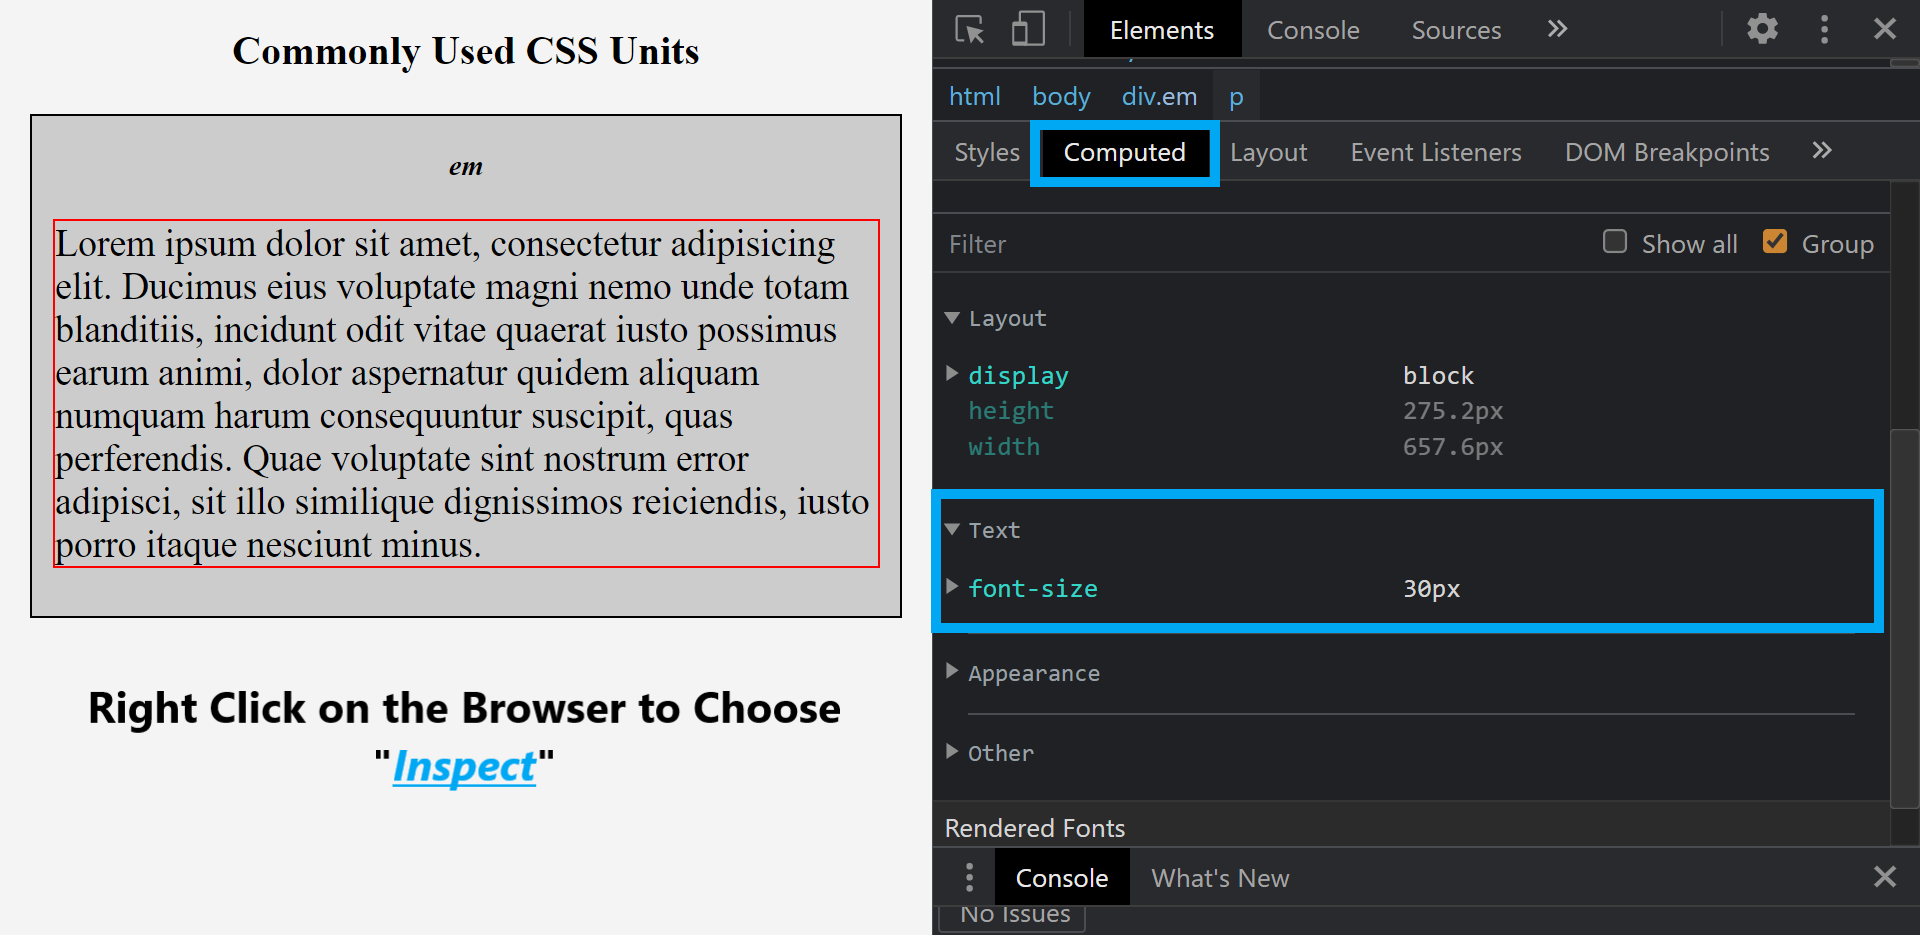 Commonly Used CSS Units
em
Lorem ipsum dolor sit amet, consectetur adipisicing
elit. Ducimus eius voluptate magni nemo unde totam
blanditiis, incidunt odit vitae quaerat iusto possimus
earum animi, dolor aspernatur quidem aliquam
numquam harum consequuntur suscipit, quas
perferendis. Quae voluptate sint nostrum error
adipisci, sit illo similique dignissimos reiciendis, iusto
porro itaque nesciunt minus.
Right Click on the Browser to Choose
"Inspect"
Elements Console Sources
html body div.em p
Styles Computed Layout Event Listeners DOM Breakpoints
Filter Show all Group
Layout
display block
height 275.2px
width 657.6px
Text
font-size 30px
Appearance
Other
Rendered Fonts
Console What's New
No Issues